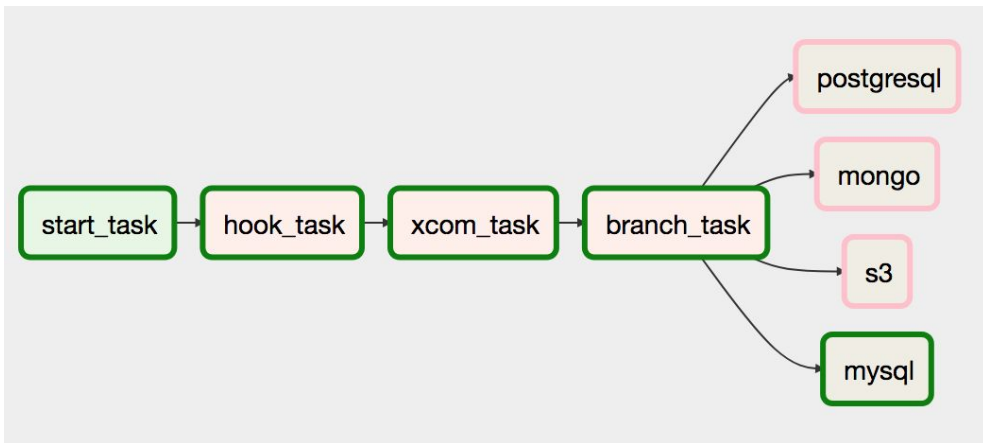 start_task
hook_task
xcom_task
branch_task
postgresql
mongo
s3
mysql